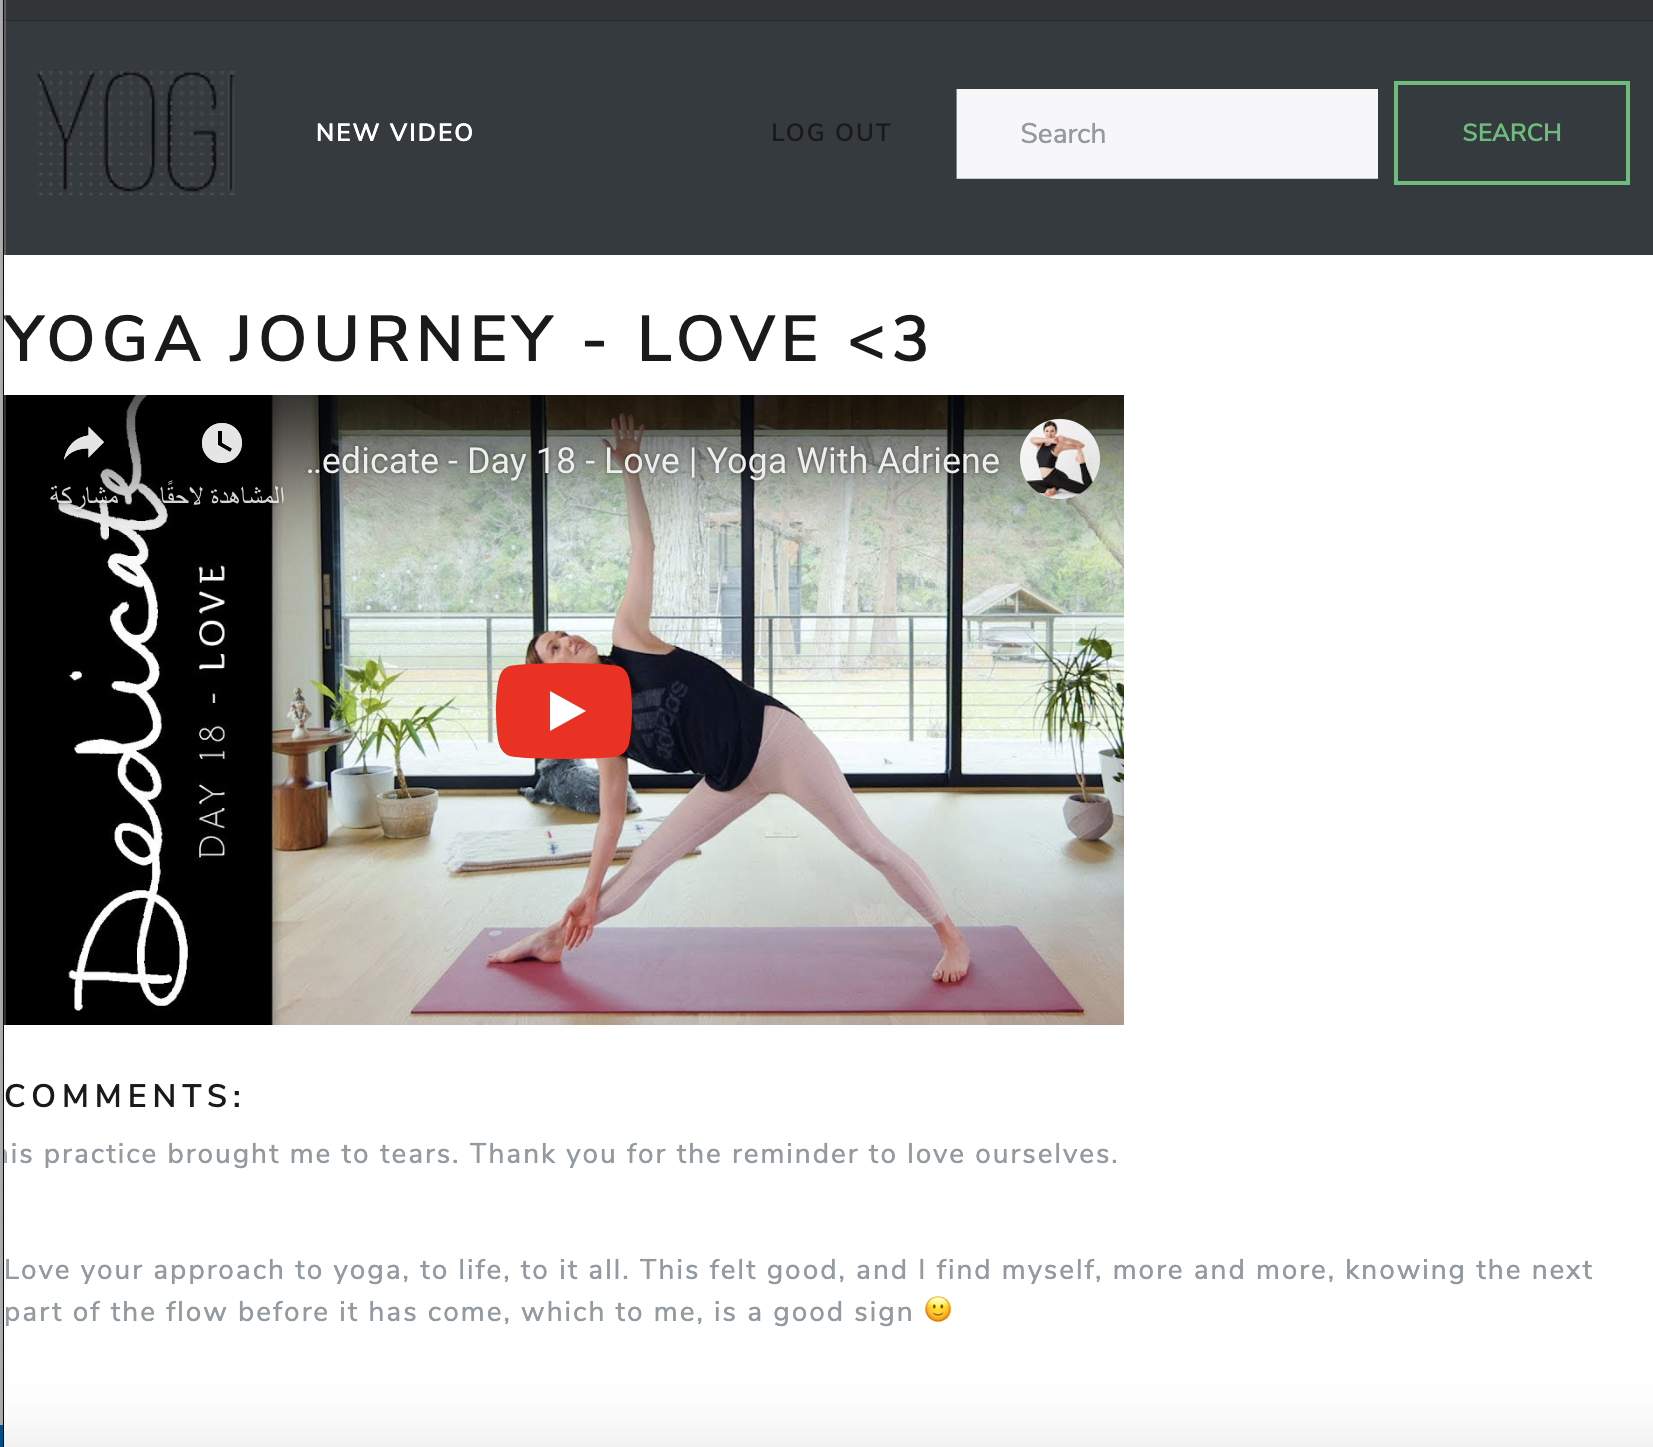 YOGI
NEW VIDEO
LOG OUT
Search
SEARCH
YOGA JOURNEY - LOVE <3
..edicate - Day 18 - Love | Yoga With Adriene
المشاهدة لاحقًا
مشاركة
Dedicate
DAY 18 - LOVE
adidas
COMMENTS:
his practice brought me to tears. Thank you for the reminder to love ourselves.
Love your approach to yoga, to life, to it all. This felt good, and I find myself, more and more, knowing the next
part of the flow before it has come, which to me, is a good sign 🙂